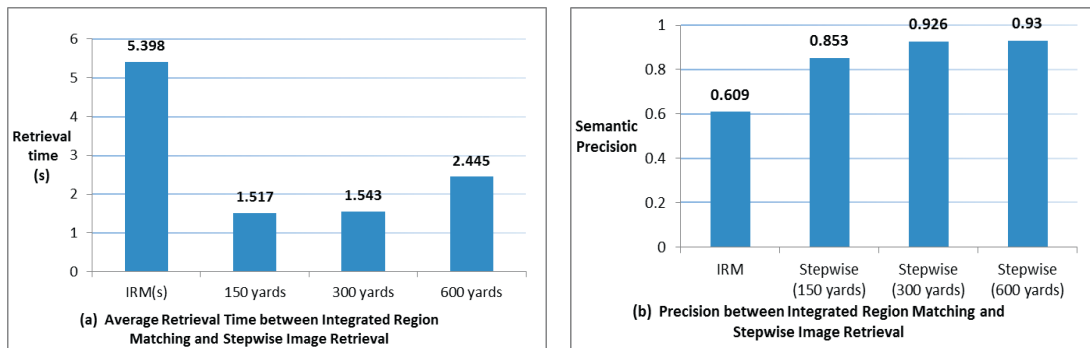 6
5.398
5
4
Retrieval
time
(s)
3
2.445
2
1.517
1.543
1
0
IRM(s)
150 yards
300 yards
600 yards
(a) Average Retrieval Time between Integrated Region
Matching and Stepwise Image Retrieval
1
0.926
0.93
0.853
0.8
0.609
0.6
Semantic
Precision
0.4
0.2
0
IRM
Stepwise
(150 yards)
Stepwise
(300 yards)
Stepwise
(600 yards)
(b) Precision between Integrated Region Matching and
Stepwise Image Retrieval